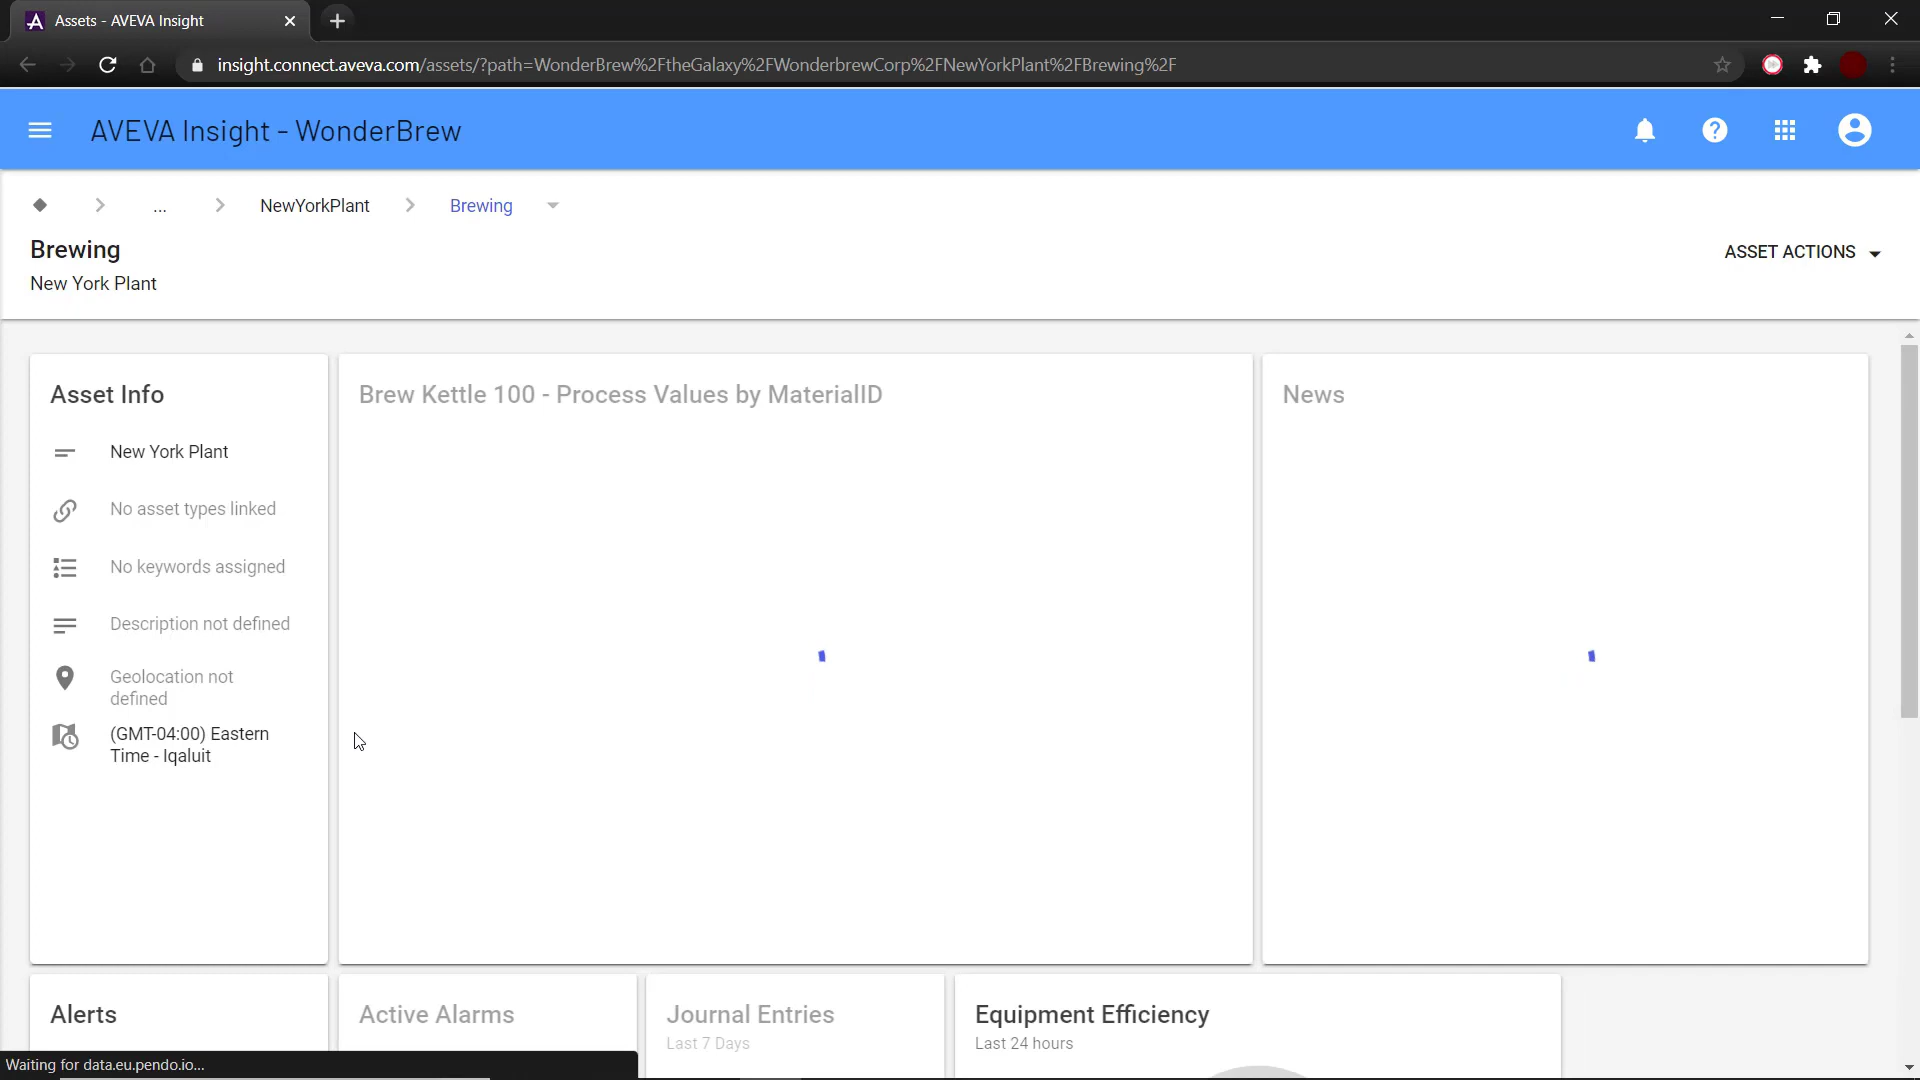 Assets - AVEVA Insight
insight.connect.aveva.com/assets/?path=WonderBrew%2FtheGalaxy%2FWonderbrewCorp%2FNewYorkPlant%2FBrewing%2F
AVEVA Insight - WonderBrew
... NewYorkPlant Brewing
Brewing
ASSET ACTIONS
New York Plant
Asset Info
New York Plant
No asset types linked
No keywords assigned
Description not defined
Geolocation not
defined
(GMT-04:00) Eastern
Time - Iqaluit
Brew Kettle 100 - Process Values by MaterialID
News
Alerts
Active Alarms
Journal Entries
Last 7 Days
Equipment Efficiency
Last 24 hours
Waiting for data.eu.pendo.io...